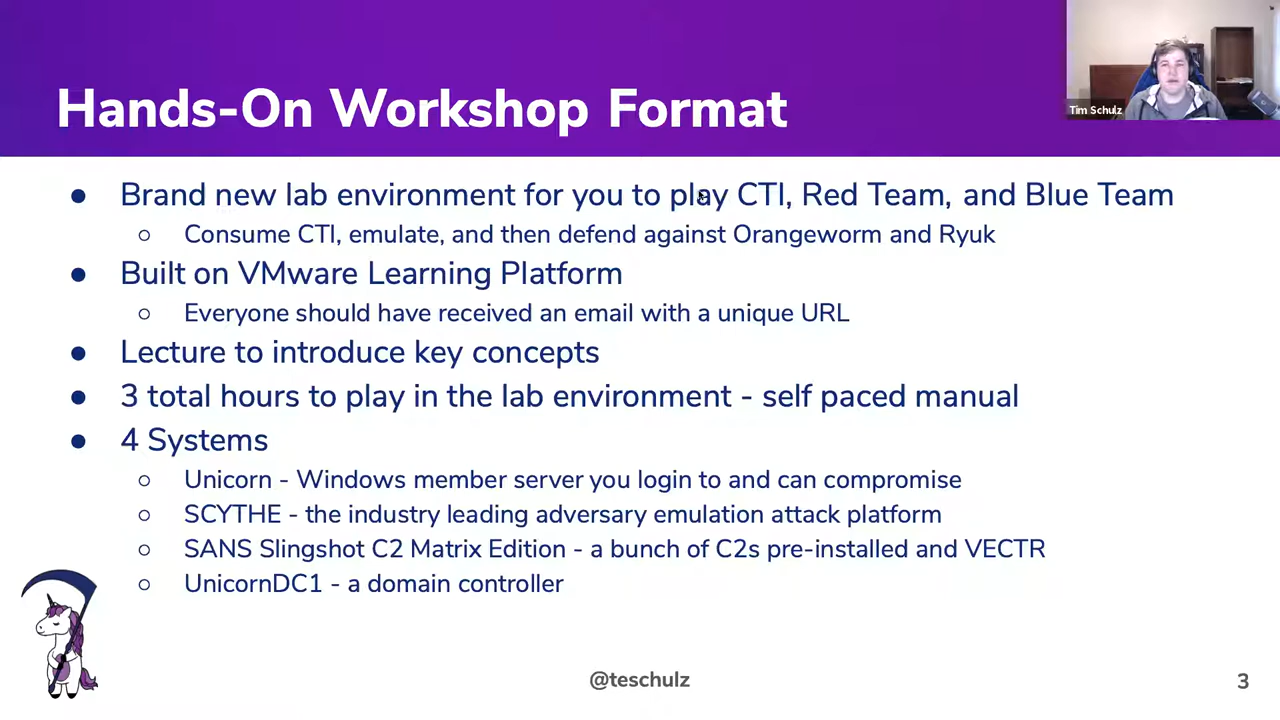 Hands-On Workshop Format
Tim Schulz
● Brand new lab environment for you to play CTI, Red Team, and Blue Team
○ Consume CTI, emulate, and then defend against Orangeworm and Ryuk
● Built on VMware Learning Platform
○ Everyone should have received an email with a unique URL
● Lecture to introduce key concepts
● 3 total hours to play in the lab environment - self paced manual
● 4 Systems
○ Unicorn - Windows member server you login to and can compromise
○ SCYTHE - the industry leading adversary emulation attack platform
○ SANS Slingshot C2 Matrix Edition - a bunch of C2s pre-installed and VECTR
○ UnicornDC1 - a domain controller
@teschulz
3